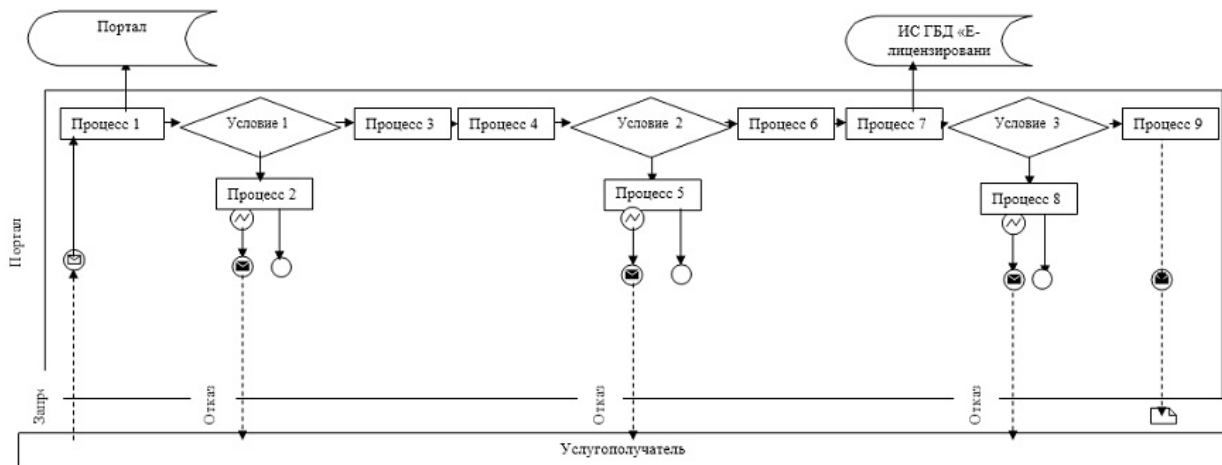 Портал
ИС ГБД «Е-
лицензировани
Процесс 1
Условие 1
Процесс 3
Процесс 4
Условие 2
Процесс 6
Процесс 7
Условие 3
Процесс 9
Процесс 2
Процесс 5
Процесс 8
Портал
Отказ
Отказ
Отказ
Услугополучатель